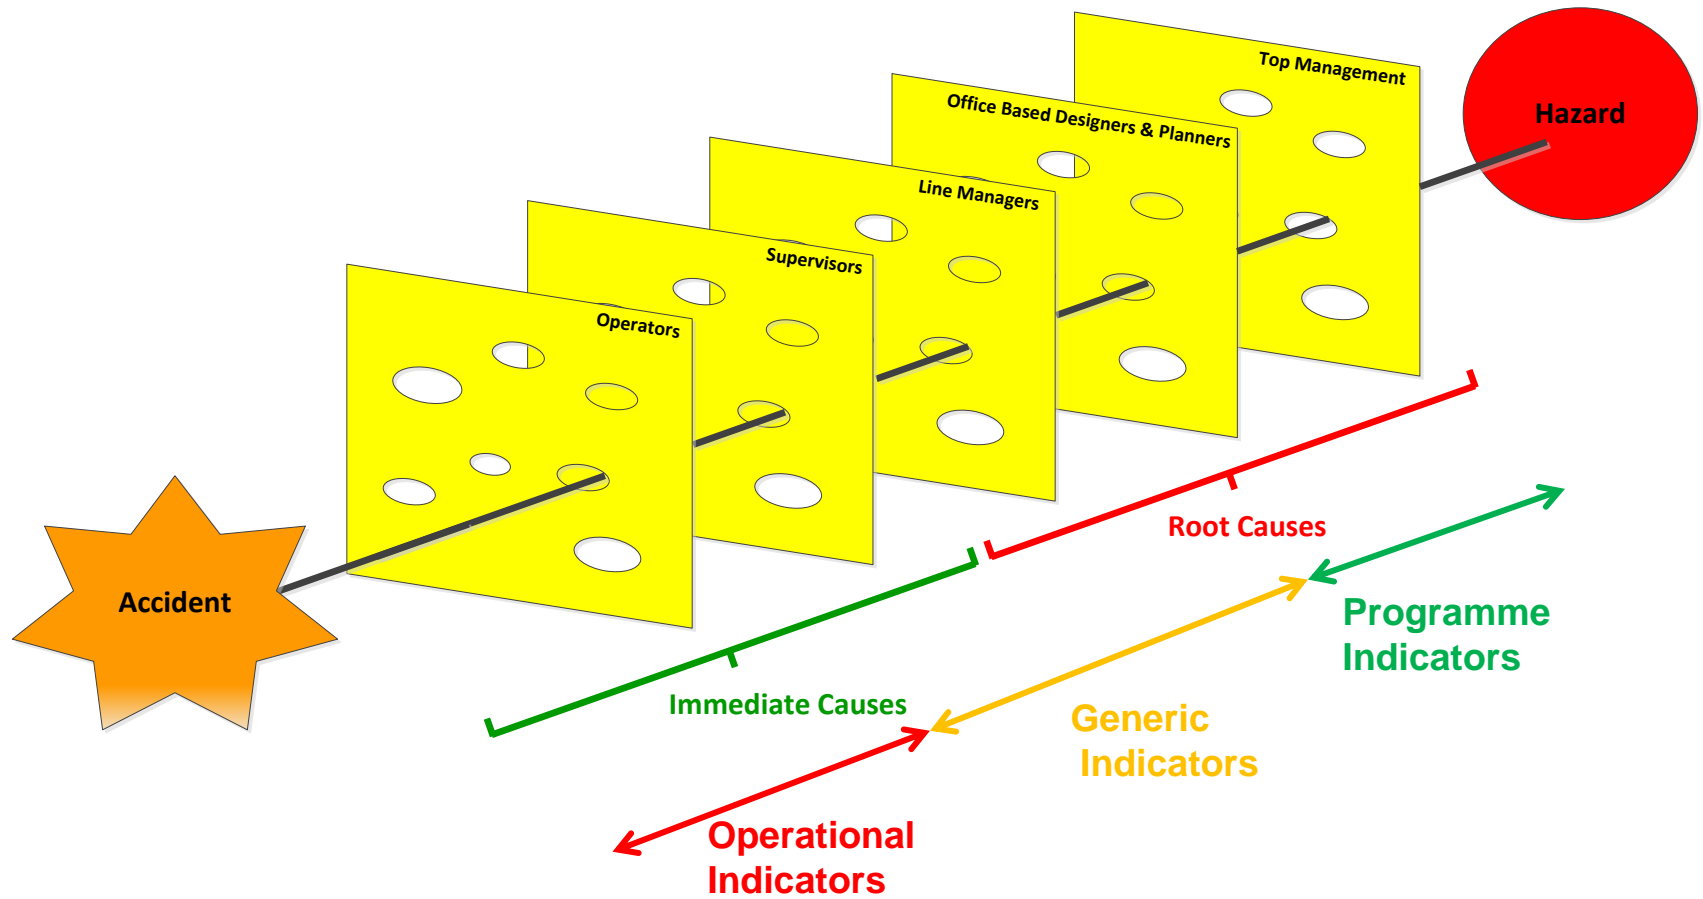 Top Management
Hazard
Office Based Designers & Planners
Line Managers
Supervisors
Operators
Accident
Root Causes
Immediate Causes
Programme
Indicators
Generic
Indicators
Operational
Indicators